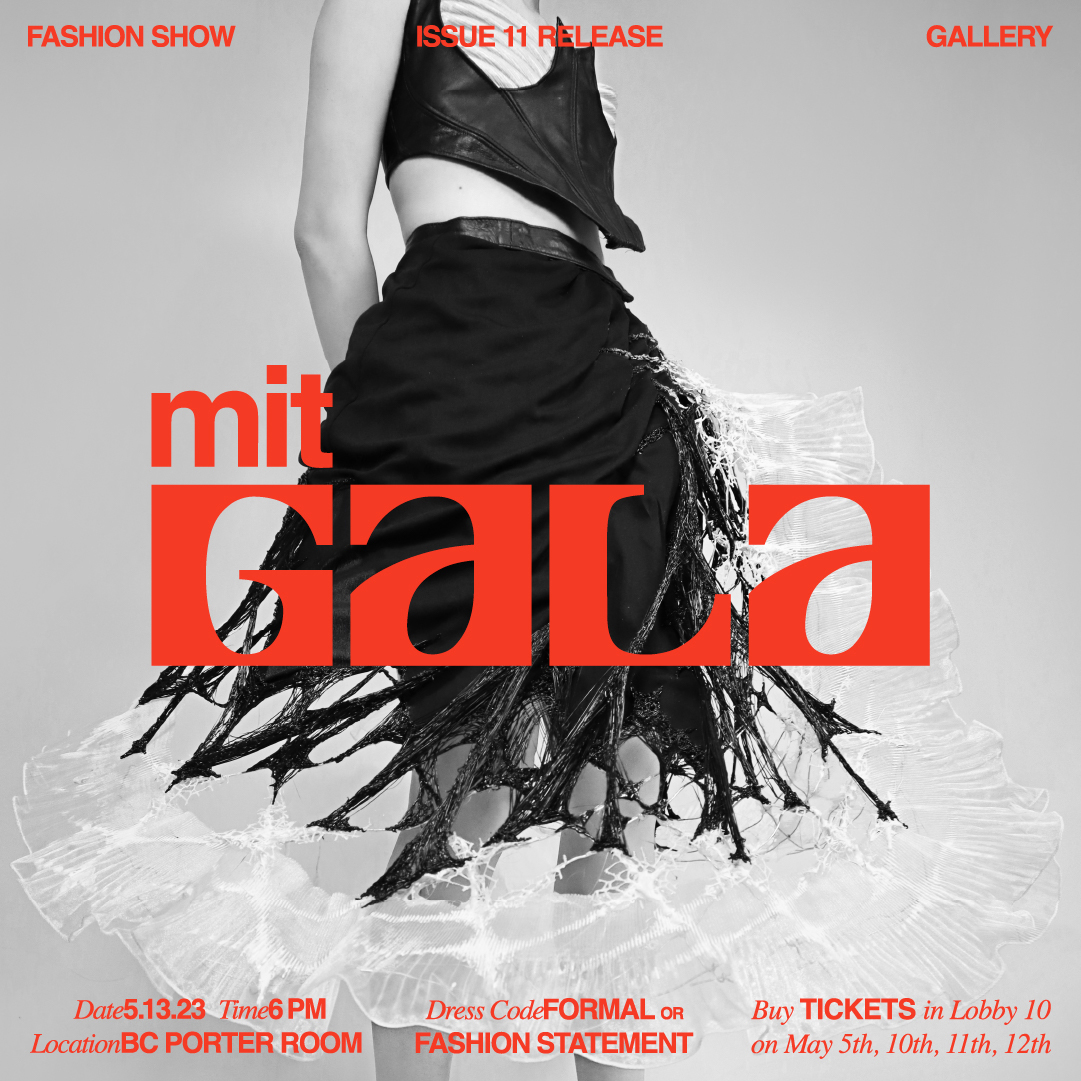 FASHION SHOW
ISSUE 11 RELEASE
GALLERY
mit
GaLa
Date5.13.23 Time6 PM
LocationBC PORTER ROOM
Dress CodeFORMAL OR
FASHION STATEMENT
Buy TICKETS in Lobby 10
on May 5th, 10th, 11th, 12th